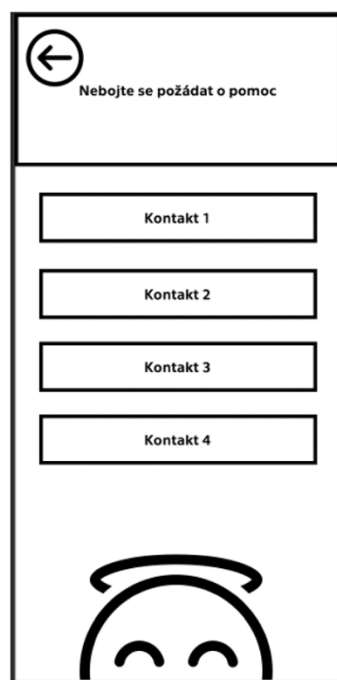 Nebojte se požádat o pomoc
Kontakt 1
Kontakt 2
Kontakt 3
Kontakt 4